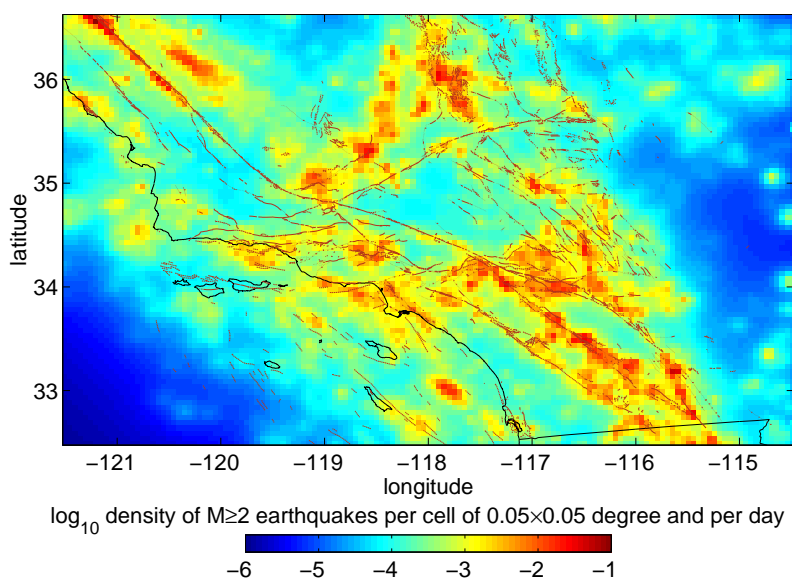 36
35
34
33
latitude
−121 −120 −119 −118 −117 −116 −115
longitude
log10 density of M≥2 earthquakes per cell of 0.05×0.05 degree and per day
−6 −5 −4 −3 −2 −1